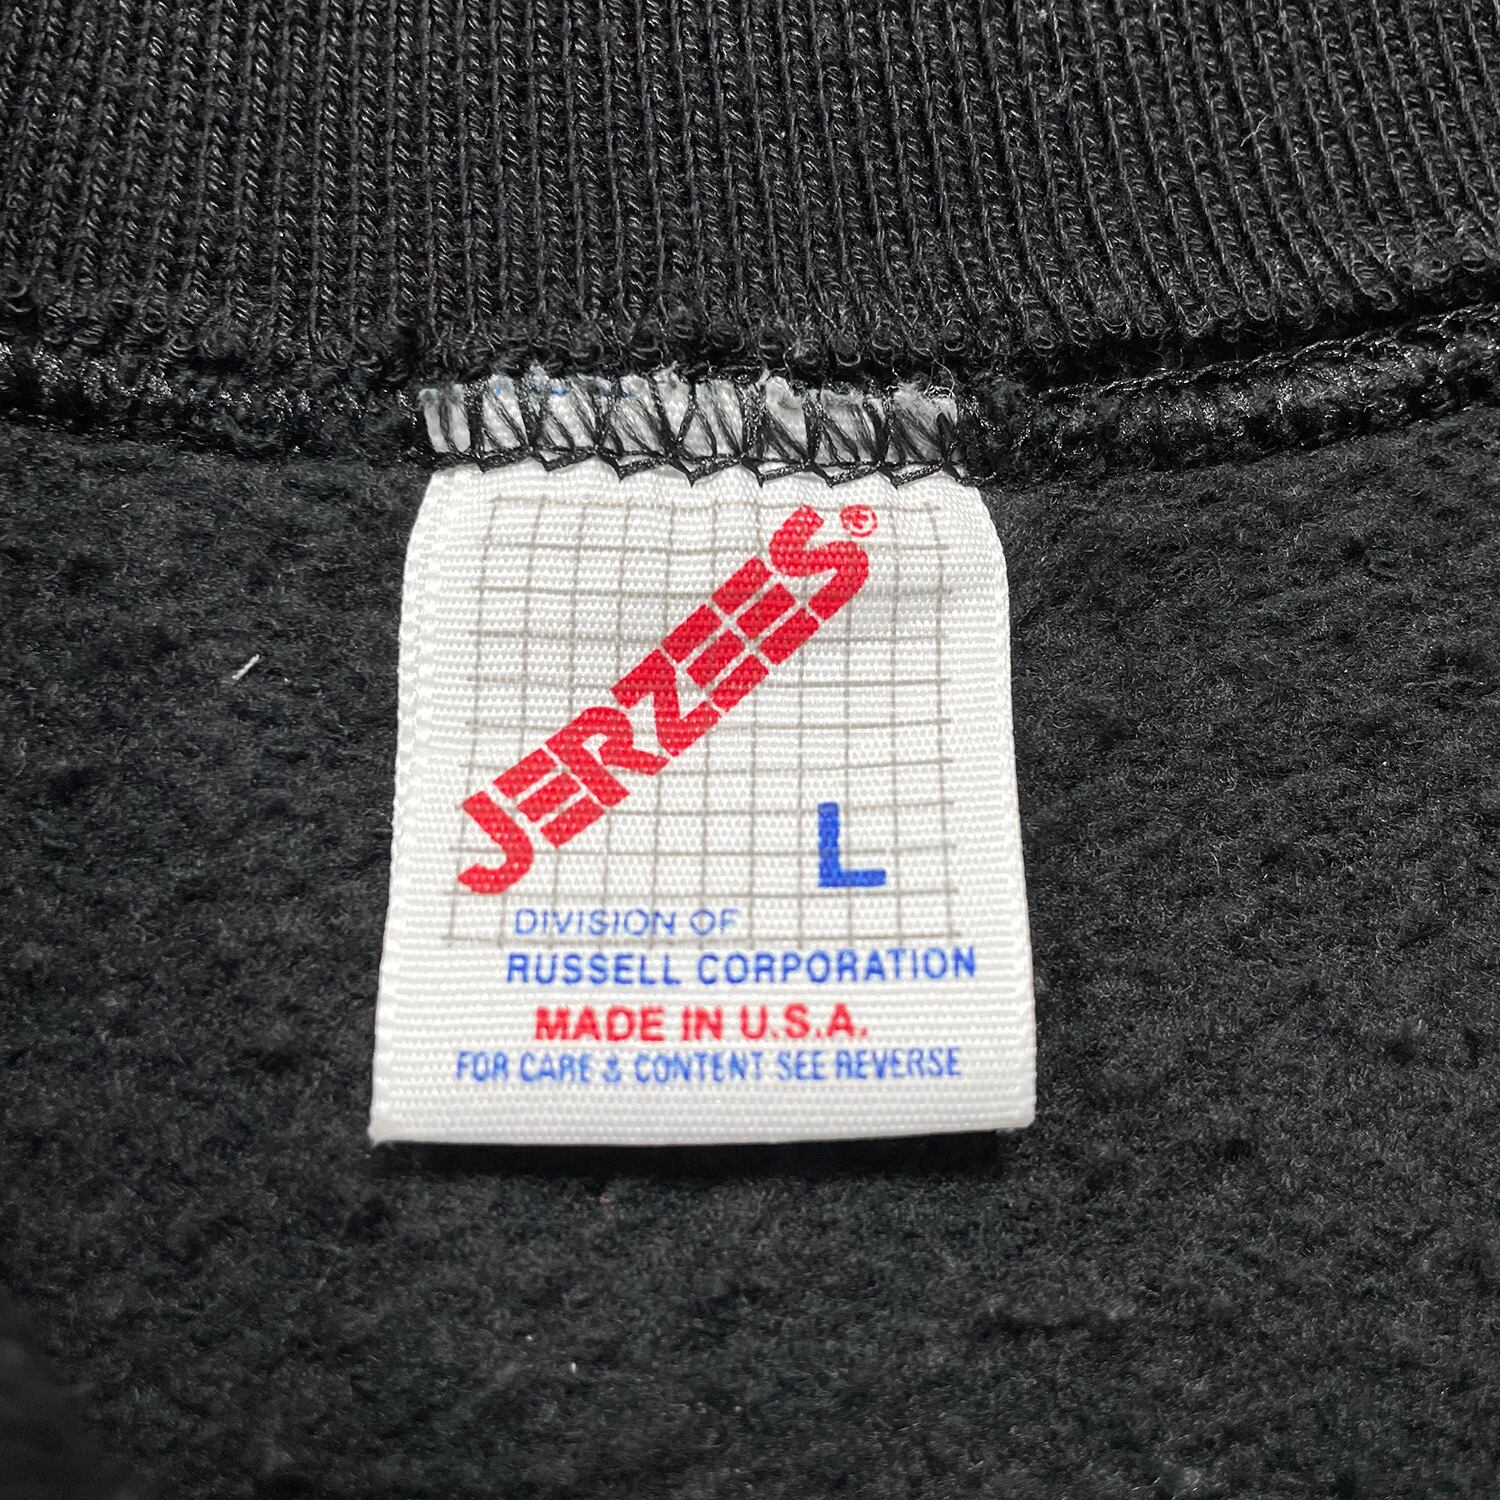 JERZEES®
L
DIVISION OF
RUSSELL CORPORATION
MADE IN U.S.A.
FOR CARE & CONTENT SEE REVERSE